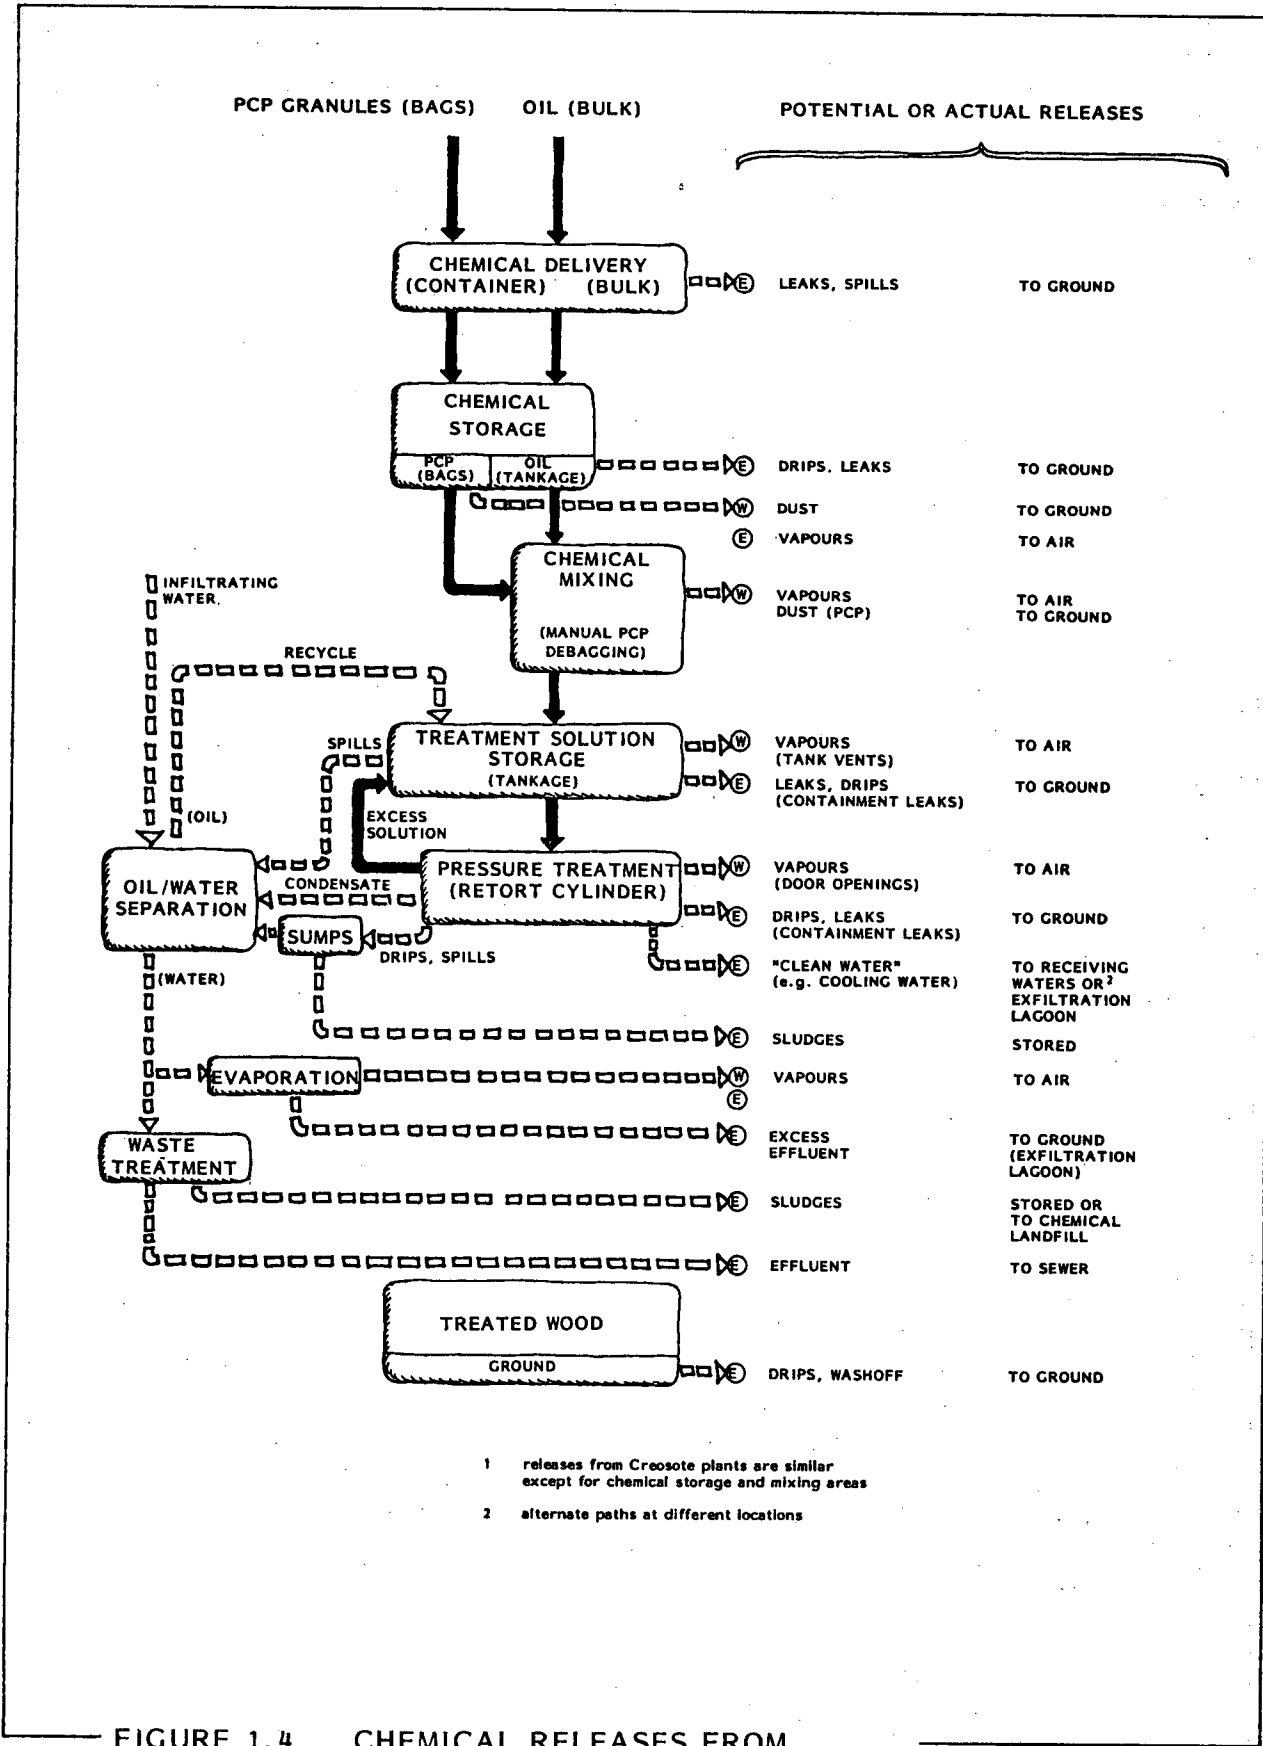 PCP GRANULES (BAGS) OIL (BULK) POTENTIAL OR ACTUAL RELEASES
CHEMICAL DELIVERY
(CONTAINER) (BULK)
E LEAKS, SPILLS TO GROUND
CHEMICAL
STORAGE
PCP
(BAGS)
OIL
(TANKAGE)
E DRIPS, LEAKS TO GROUND
W DUST TO GROUND
E VAPOURS TO AIR
CHEMICAL
MIXING
(MANUAL PCP
DEBAGGING)
W VAPOURS TO AIR
DUST (PCP) TO GROUND
INFILTRATING
WATER
RECYCLE
(OIL)
SPILLS
TREATMENT SOLUTION
STORAGE
(TANKAGE)
W VAPOURS TO AIR
(TANK VENTS)
E LEAKS, DRIPS TO GROUND
(CONTAINMENT LEAKS)
EXCESS
SOLUTION
OIL/WATER
SEPARATION
CONDENSATE
PRESSURE TREATMENT
(RETORT CYLINDER)
W VAPOURS TO AIR
(DOOR OPENINGS)
E DRIPS, LEAKS TO GROUND
(CONTAINMENT LEAKS)
SUMPS
DRIPS, SPILLS
(WATER)
E "CLEAN WATER" TO RECEIVING
(e.g. COOLING WATER) WATERS OR²
EXFILTRATION
LAGOON
E SLUDGES STORED
EVAPORATION
W VAPOURS TO AIR
E
E EXCESS TO GROUND
EFFLUENT (EXFILTRATION
LAGOON)
WASTE
TREATMENT
E SLUDGES STORED OR
TO CHEMICAL
LANDFILL
E EFFLUENT TO SEWER
TREATED WOOD
GROUND
E DRIPS, WASHOFF TO GROUND
1 releases from Creosote plants are similar
except for chemical storage and mixing areas
2 alternate paths at different locations
FIGURE 1.4 CHEMICAL RELEASES FROM